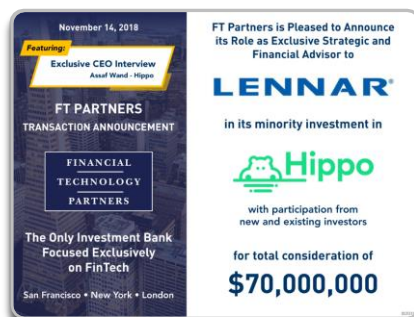 November 14, 2018
Featuring:
Exclusive CEO Interview
Assaf Wand - Hippo
FT PARTNERS
TRANSACTION ANNOUNCEMENT
FINANCIAL
TECHNOLOGY
PARTNERS
The Only Investment Bank
Focused Exclusively
on FinTech
San Francisco • New York • London
FT Partners is Pleased to Announce
its Role as Exclusive Strategic and
Financial Advisor to
LENNAR®
in its minority investment in
Hippo
with participation from
new and existing investors
for total consideration of
$70,000,000